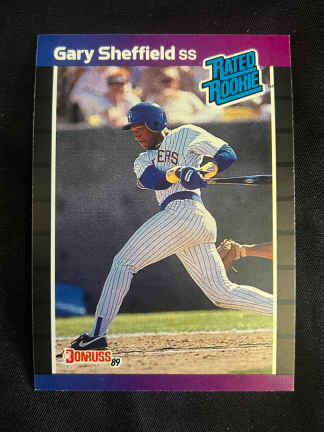 Gary Sheffield SS
RATED
ROOKIE
ERS
DONRUSS 89